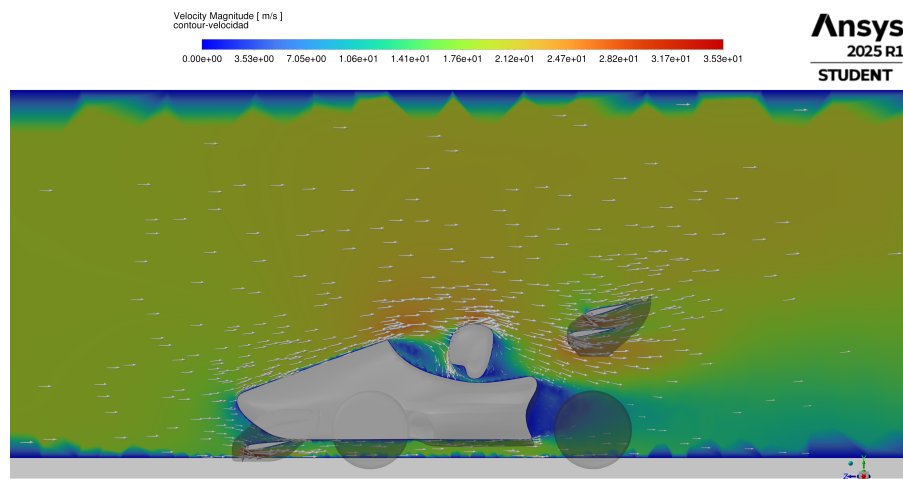 Velocity Magnitude [ m/s ]
contour-velocidad
0.00e+00 3.53e+00 7.05e+00 1.06e+01 1.41e+01 1.76e+01 2.12e+01 2.47e+01 2.82e+01 3.17e+01 3.53e+01
Ansys
2025 R1
STUDENT
Z